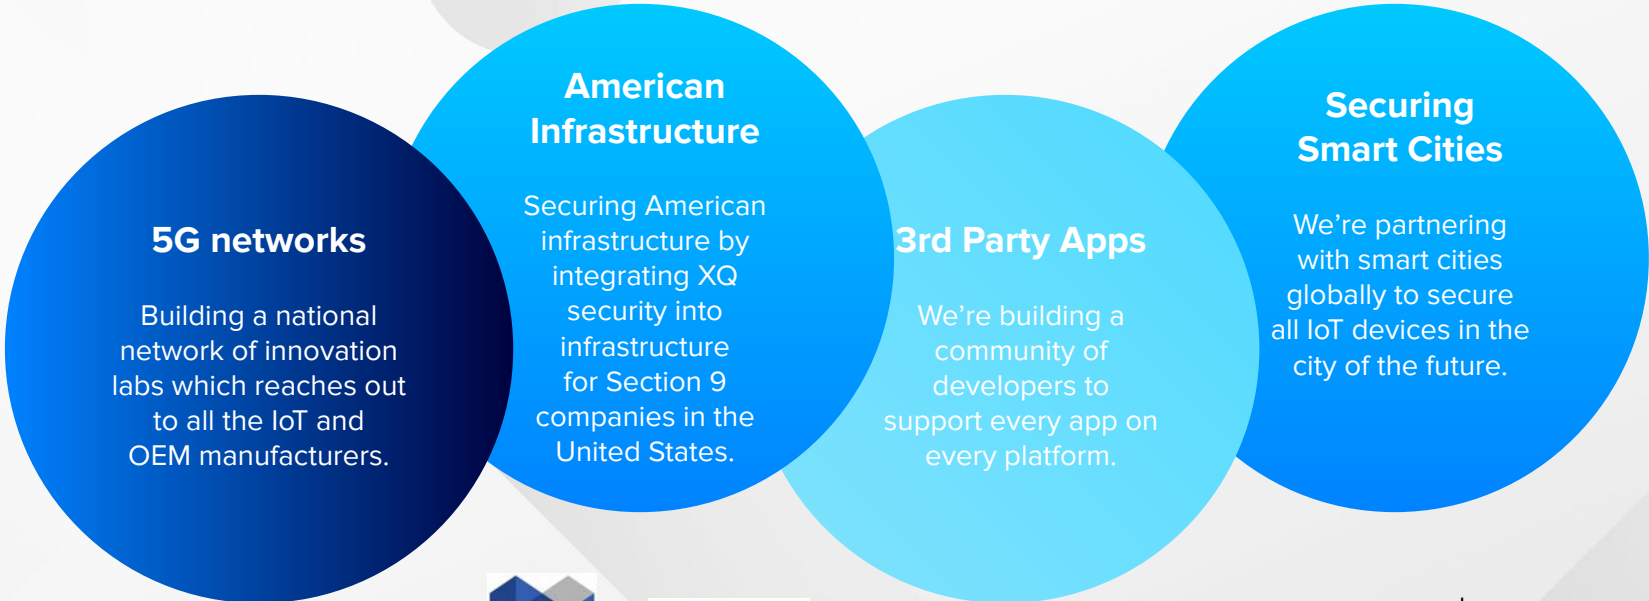 5G networks
Building a national
network of innovation
labs which reaches out
to all the IoT and
OEM manufacturers.
American
Infrastructure
Securing American
infrastructure by
integrating XQ
security into
infrastructure
for Section 9
companies in the
United States.
3rd Party Apps
We’re building a
community of
developers to
support every app on
every platform.
Securing
Smart Cities
We’re partnering
with smart cities
globally to secure
all IoT devices in the
city of the future.